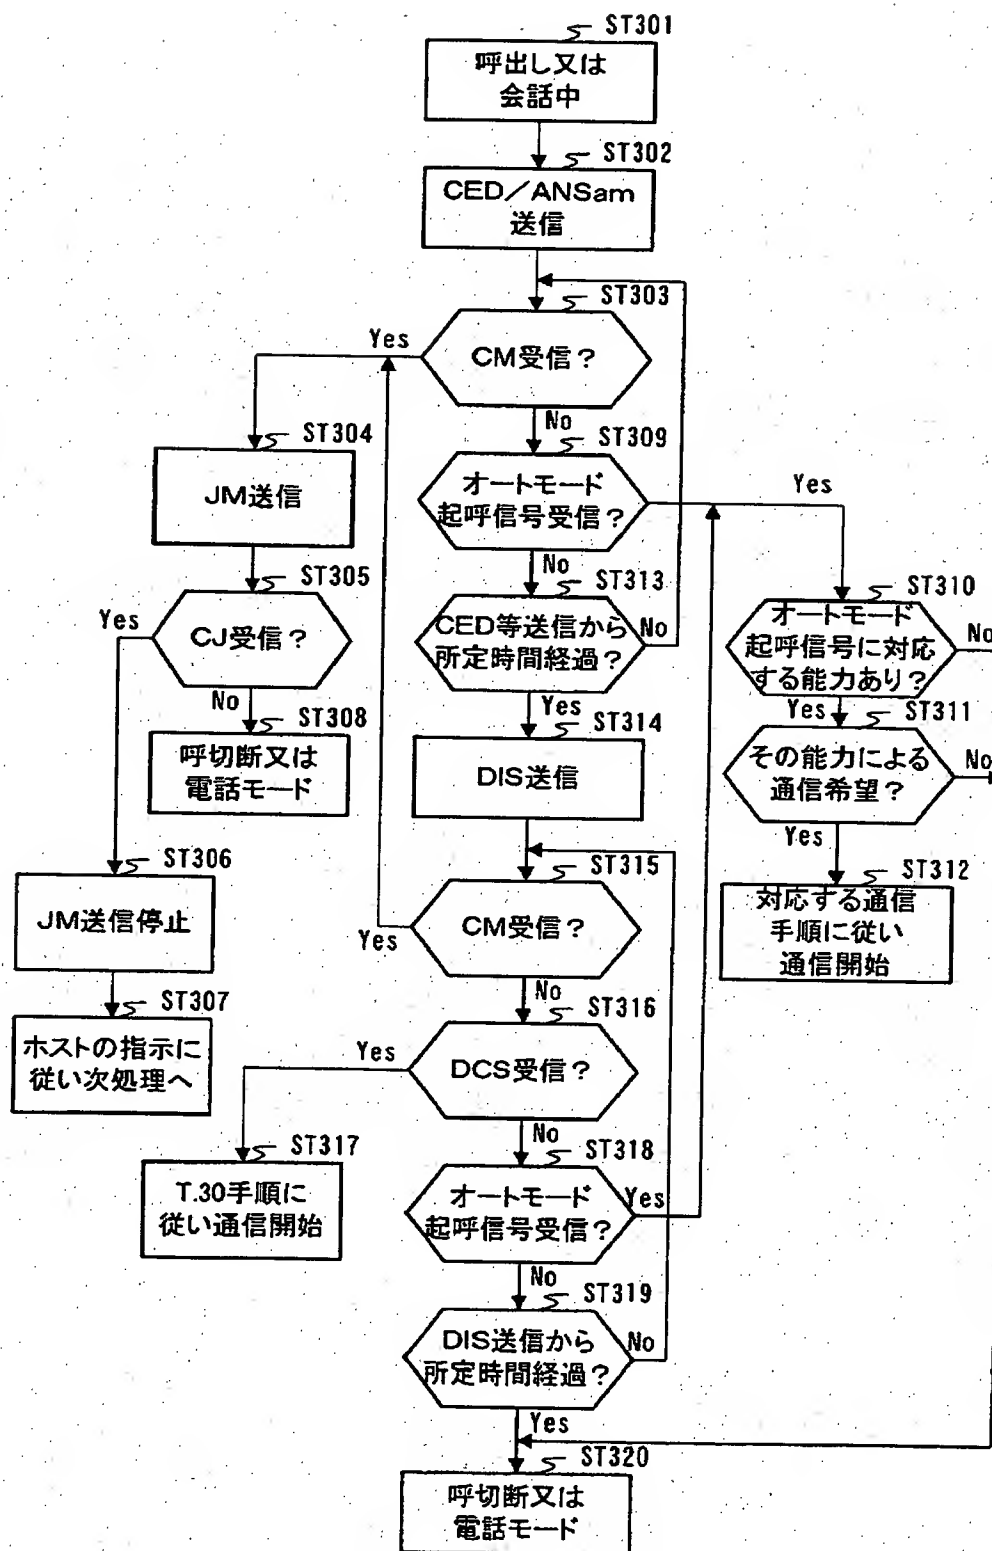 ST301
呼出し又は
会話中
ST302
CED／ANSam
送信
ST303
CM受信？
Yes
No
ST304
JM送信
ST309
オートモード
起呼信号受信？
Yes
No
ST305
CJ受信？
Yes
No
ST313
CED等送信から
所定時間経過？
No
Yes
ST310
オートモード
起呼信号に対応
する能力あり？
No
Yes
ST308
呼切断又は
電話モード
ST314
DIS送信
ST311
その能力による
通信希望？
No
Yes
ST306
JM送信停止
ST315
CM受信？
Yes
No
ST312
対応する通信
手順に従い
通信開始
ST307
ホストの指示に
従い次処理へ
ST316
DCS受信？
Yes
No
ST317
T.30手順に
従い通信開始
ST318
オートモード
起呼信号受信？
Yes
No
ST319
DIS送信から
所定時間経過？
No
Yes
ST320
呼切断又は
電話モード